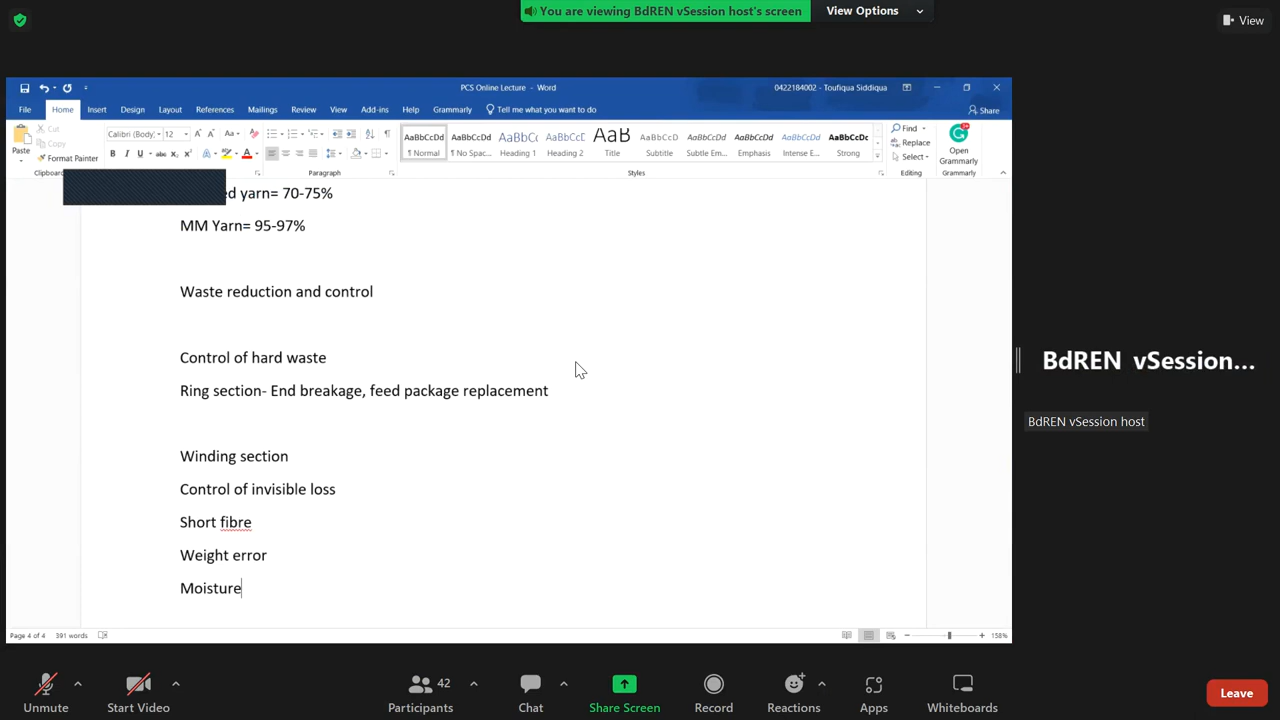 You are viewing BdREN vSession host's screen
View Options
View
PCS Online Lecture - Word
0422184002 - Toufiqua Siddiqua
File Home Insert Design Layout References Mailings Review View Add-ins Help Grammarly Tell me what you want to do
Share
Paste
Cut
Copy
Format Painter
Calibri (Body) 12
AaBbCcDd AaBbCcDd AaBbC( AaBbCcC AaB AaBbCcD AaBbCcDd AaBbCcDd AaBbCcDd AaBbCcDc
¶ Normal ¶ No Spac... Heading 1 Heading 2 Title Subtitle Subtle Em... Emphasis Intense E... Strong
Find
Replace
Select
Open
Grammarly
Clipboard
Paragraph
Styles
Editing
Grammarly
ed yarn= 70-75%
MM Yarn= 95-97%
Waste reduction and control
Control of hard waste
Ring section- End breakage, feed package replacement
Winding section
Control of invisible loss
Short fibre
Weight error
Moisture
Page 4 of 4 391 words
158%
BdREN vSession...
BdREN vSession host
Unmute
Start Video
Participants 42
Chat
Share Screen
Record
Reactions
Apps
Whiteboards
Leave